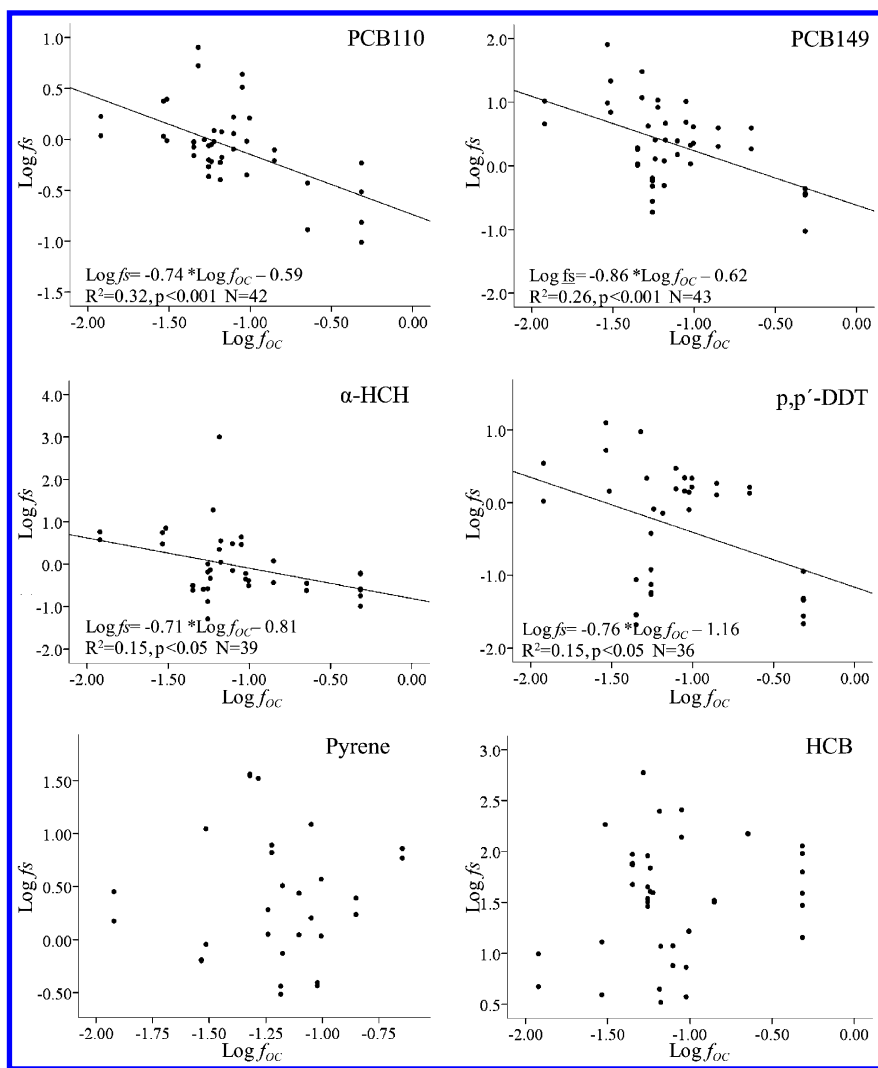 PCB110
Log fs
1.0
0.5
0.0
-0.5
-1.0
-1.5
Log fs= -0.74 *Log fOC – 0.59
R²=0.32, p<0.001 N=42
-2.00 -1.50 -1.00 -0.50 0.00
Log fOC
PCB149
Log fs
2.0
1.0
0.0
-1.0
-2.0
Log fs= -0.86 *Log fOC – 0.62
R²=0.26, p<0.001 N=43
-2.00 -1.50 -1.00 -0.50 0.00
Log fOC
α-HCH
Log fs
4.0
3.0
2.0
1.0
0.0
-1.0
-2.0
Log fs= -0.71 *Log fOC – 0.81
R²=0.15, p<0.05 N=39
-2.00 -1.50 -1.00 -0.50 0.00
Log fOC
p,p´-DDT
Log fs
1.0
0.0
-1.0
-2.0
Log fs= -0.76 *Log fOC – 1.16
R²=0.15, p<0.05 N=36
-2.00 -1.50 -1.00 -0.50 0.00
Log fOC
Pyrene
Log fs
1.50
1.00
0.50
0.00
-0.50
-2.00 -1.75 -1.50 -1.25 -1.00 -0.75
Log fOC
HCB
Log fs
3.0
2.5
2.0
1.5
1.0
0.5
-2.00 -1.50 -1.00 -0.50 0.00
Log fOC